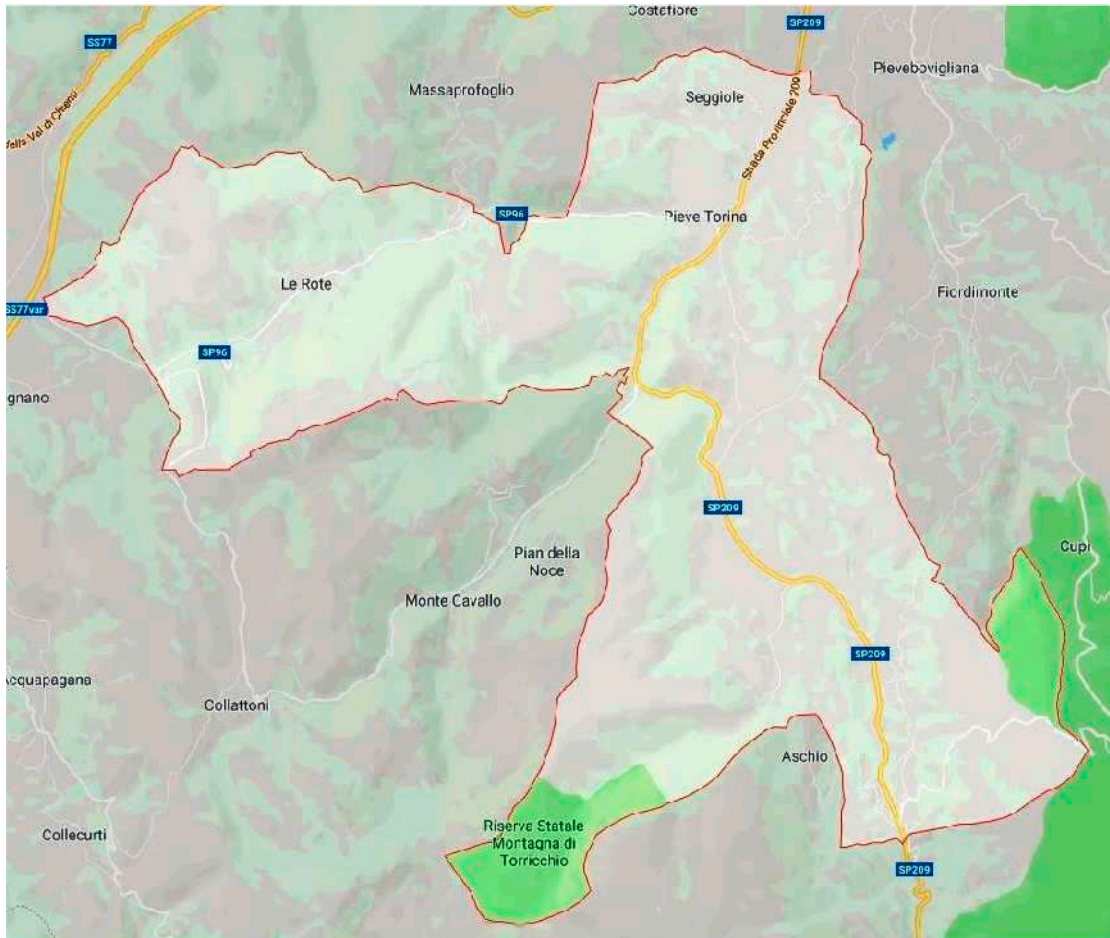 Costafiore
SP209
SS77
Pievebovigliana
Massaprofoglio
Seggiole
Strada Provinciale 209
SP96
Pieve Torina
Le Rote
Fiordimonte
SS77var
SP96
gnano
SP209
Cupi
Pian della
Noce
Monte Cavallo
SP209
Acquapagana
Collattoni
Aschio
Riserva Statale
Montagna di
Torricchio
Collecurti
SP209